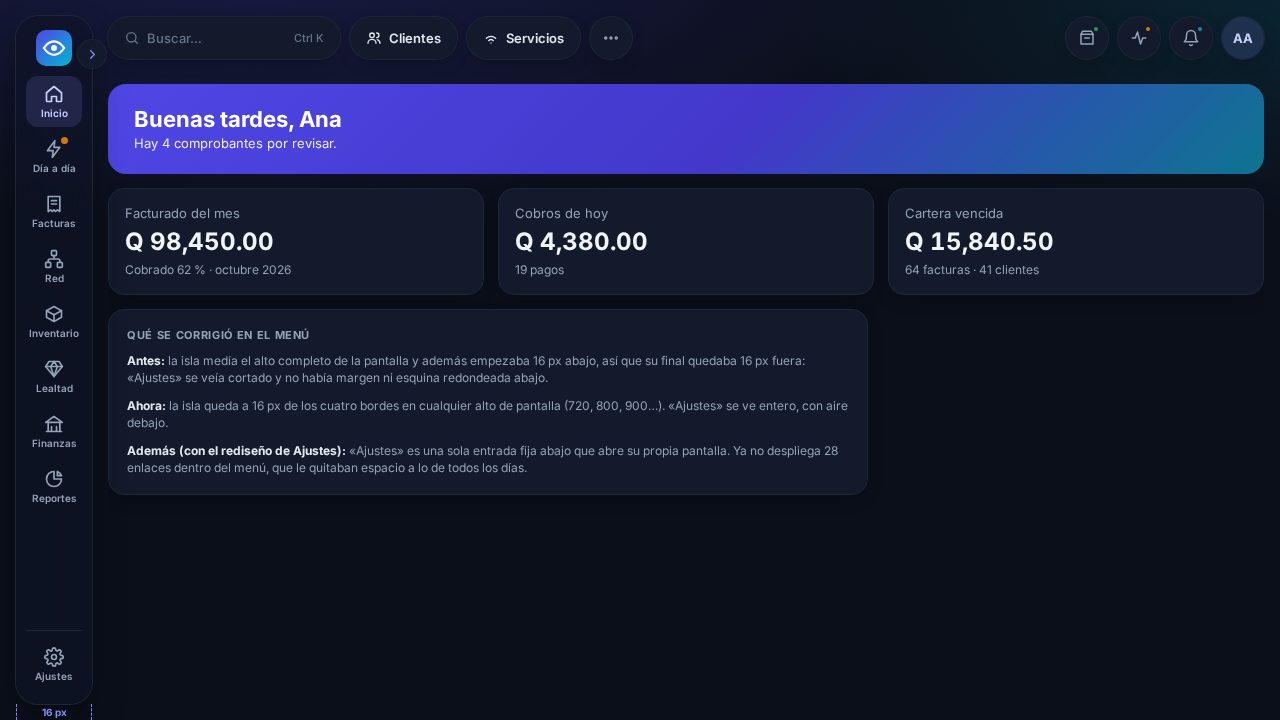 Buscar...
Ctrl K
Clientes
Servicios
AA
Inicio
Día a día
Facturas
Red
Inventario
Lealtad
Finanzas
Reportes
Ajustes
16 px
Buenas tardes, Ana
Hay 4 comprobantes por revisar.
Facturado del mes
Q 98,450.00
Cobrado 62 % · octubre 2026
Cobros de hoy
Q 4,380.00
19 pagos
Cartera vencida
Q 15,840.50
64 facturas · 41 clientes
QUÉ SE CORRIGIÓ EN EL MENÚ
Antes: la isla medía el alto completo de la pantalla y además empezaba 16 px abajo, así que su final quedaba 16 px fuera:
«Ajustes» se veía cortado y no había margen ni esquina redondeada abajo.
Ahora: la isla queda a 16 px de los cuatro bordes en cualquier alto de pantalla (720, 800, 900…). «Ajustes» se ve entero, con aire
debajo.
Además (con el rediseño de Ajustes): «Ajustes» es una sola entrada fija abajo que abre su propia pantalla. Ya no despliega 28
enlaces dentro del menú, que le quitaban espacio a lo de todos los días.